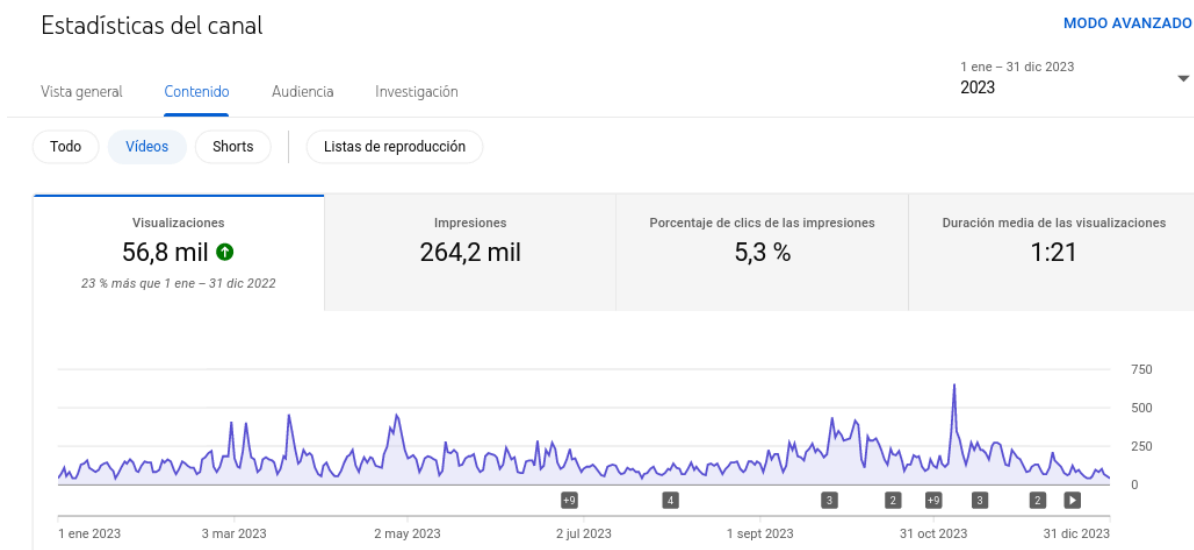 Estadísticas del canal
MODO AVANZADO
1 ene – 31 dic 2023
2023
Vista general
Contenido
Audiencia
Investigación
Todo
Vídeos
Shorts
Listas de reproducción
Visualizaciones
56,8 mil
23 % más que 1 ene – 31 dic 2022
Impresiones
264,2 mil
Porcentaje de clics de las impresiones
5,3 %
Duración media de las visualizaciones
1:21
750
500
250
0
+9
4
3
2
+9
3
2
1 ene 2023
3 mar 2023
2 may 2023
2 jul 2023
1 sept 2023
31 oct 2023
31 dic 2023